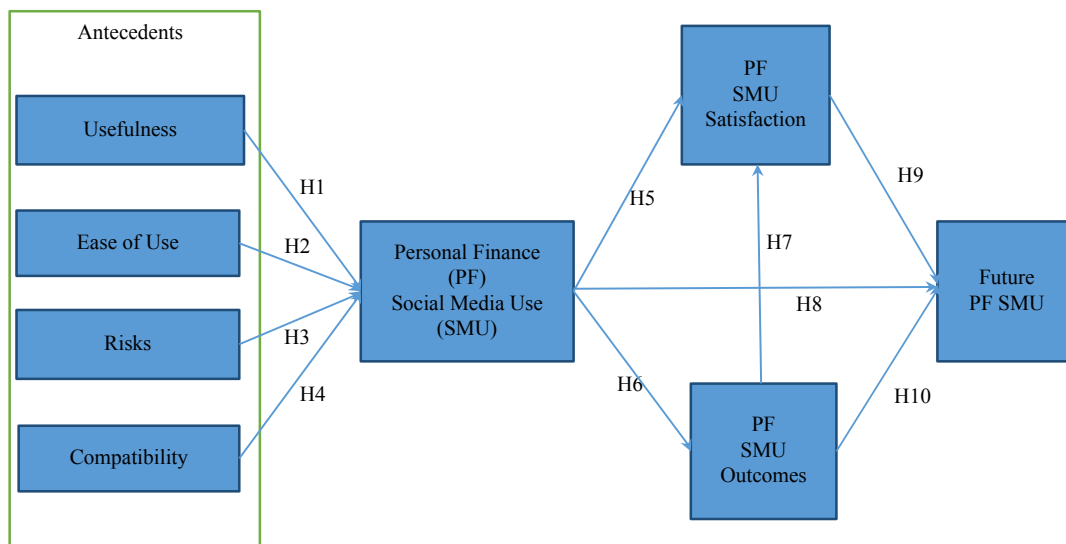 Antecedents
Usefulness
Ease of Use
Risks
Compatibility
H1
H2
H3
H4
Personal Finance
(PF)
Social Media Use
(SMU)
H5
H6
PF
SMU
Satisfaction
H7
H8
PF
SMU
Outcomes
H9
H10
Future
PF SMU